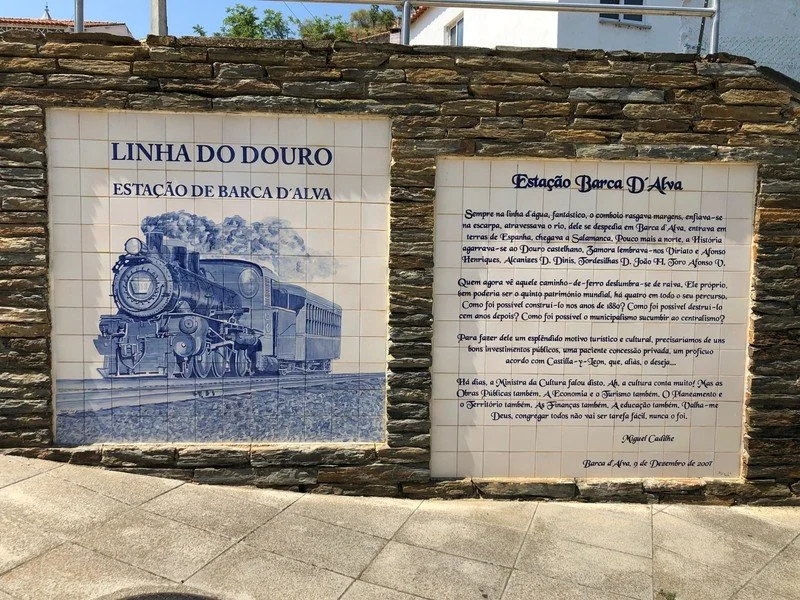 LINHA DO DOURO
ESTAÇÃO DE BARCA D´ALVA
Estação Barca D´Alva
Sempre na linha d´água, fantástico, o comboio rasgava margens, enfiava-se
na escarpa, atravessava o rio, dele se despedia em Barca d´Alva, entrava em
terras de Espanha, chegava a Salamanca. Pouco mais a norte, a História
agarrava-se ao Douro castelhano, Zamora lembrava-nos Viriato e Afonso
Henriques, Alcanizes D. Dinis, Tordesilhas D. João II, Toro Afonso V.
Quem agora vê aquele caminho-de-ferro deslumbra-se de raiva. Ele próprio,
bem poderia ser o quinto património mundial, há quatro em todo o seu percurso.
Como foi possível construi-lo nos anos de 1880? Como foi possível destruí-lo
cem anos depois? Como foi possível o municipalismo sucumbir ao centralismo?
Para fazer dele um esplêndido motivo turístico e cultural, precisaríamos de uns
bons investimentos públicos, uma paciente concessão privada, um profícuo
acordo com Castilla-y-Leon, que, aliás, o deseja...
Há dias, a Ministra da Cultura falou disto. Ah, a cultura conta muito! Mas as
Obras Públicas também. A Economia e o Turismo também. O Planeamento e
o Território também. As Finanças também. A educação também. Valha-me
Deus, congregar todos não vai ser tarefa fácil, nunca o foi.
Miguel Cadilhe
Barca d´Alva, 9 de Dezembro de 2007